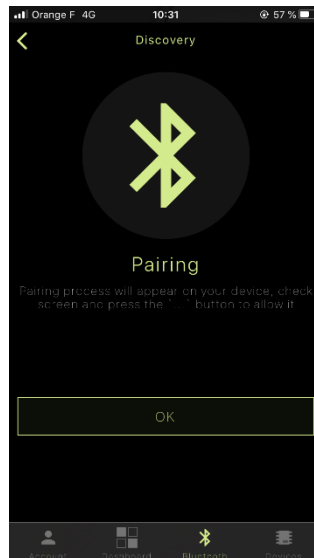 Orange F 4G 10:31 57 %
Discovery
Pairing
Pairing process will appear on your device, check
screen and press the "..." button to allow it
OK
Account Dashboard Bluetooth Devices